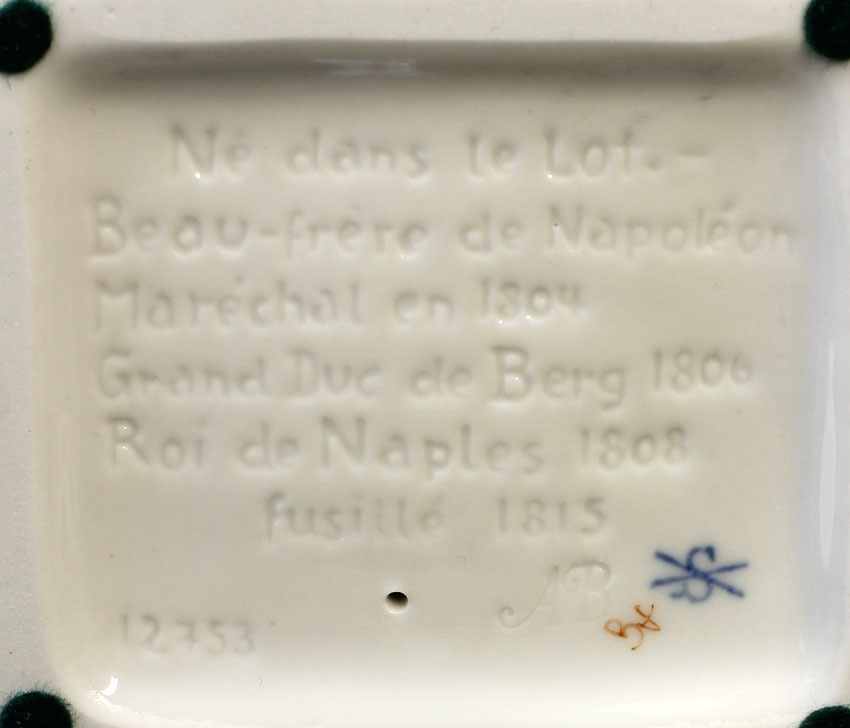 Né dans le Lot.-
Beau-frère de Napoléon
Maréchal en 1804
Grand Duc de Berg 1806
Roi de Naples 1808
fusillé 1815
AB
12753